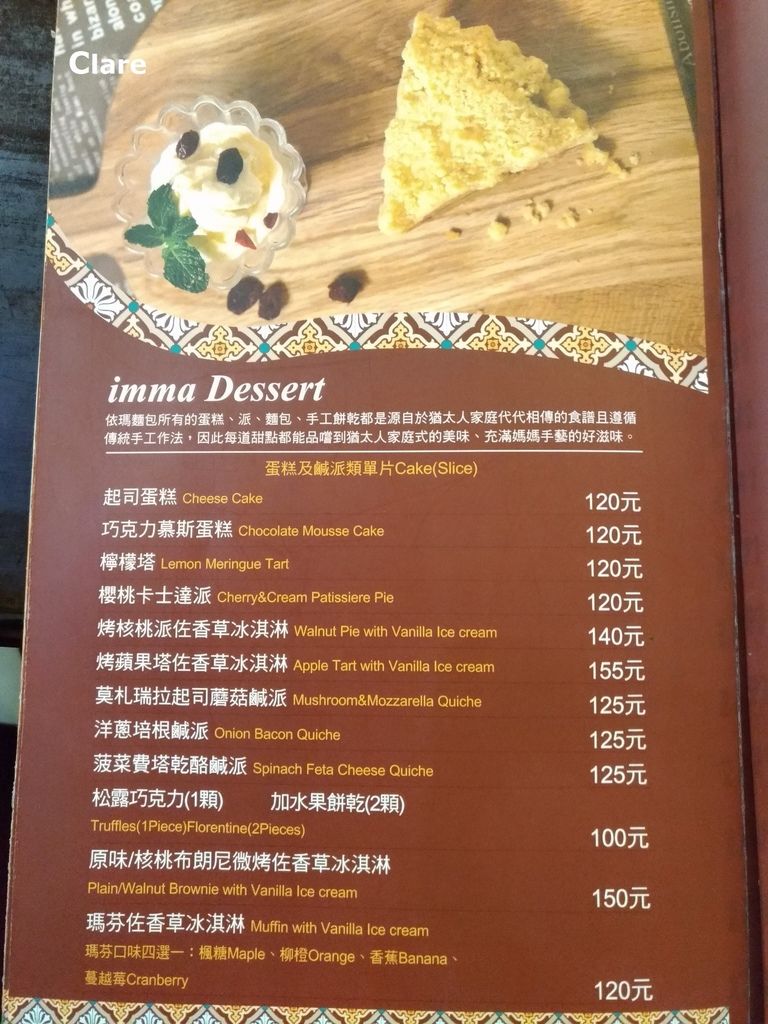 Clare
imma Dessert
依瑪麵包所有的蛋糕、派、麵包、手工餅乾都是源自於猶太人家庭代代相傳的食譜且遵循
傳統手工作法，因此每道甜點都能品嚐到猶太人家庭式的美味、充滿媽媽手藝的好滋味。
蛋糕及鹹派類單片Cake(Slice)
起司蛋糕 Cheese Cake 120元
巧克力慕斯蛋糕 Chocolate Mousse Cake 120元
檸檬塔 Lemon Meringue Tart 120元
櫻桃卡士達派 Cherry&Cream Patissiere Pie 120元
烤核桃派佐香草冰淇淋 Walnut Pie with Vanilla Ice cream 140元
烤蘋果塔佐香草冰淇淋 Apple Tart with Vanilla Ice cream 155元
莫札瑞拉起司蘑菇鹹派 Mushroom&Mozzarella Quiche 125元
洋蔥培根鹹派 Onion Bacon Quiche 125元
菠菜費塔乾酪鹹派 Spinach Feta Cheese Quiche 125元
松露巧克力(1顆) 加水果餅乾(2顆)
Truffles(1Piece)Florentine(2Pieces) 100元
原味/核桃布朗尼微烤佐香草冰淇淋
Plain/Walnut Brownie with Vanilla Ice cream 150元
瑪芬佐香草冰淇淋 Muffin with Vanilla Ice cream
瑪芬口味四選一：楓糖Maple、柳橙Orange、香蕉Banana、
蔓越莓Cranberry 120元